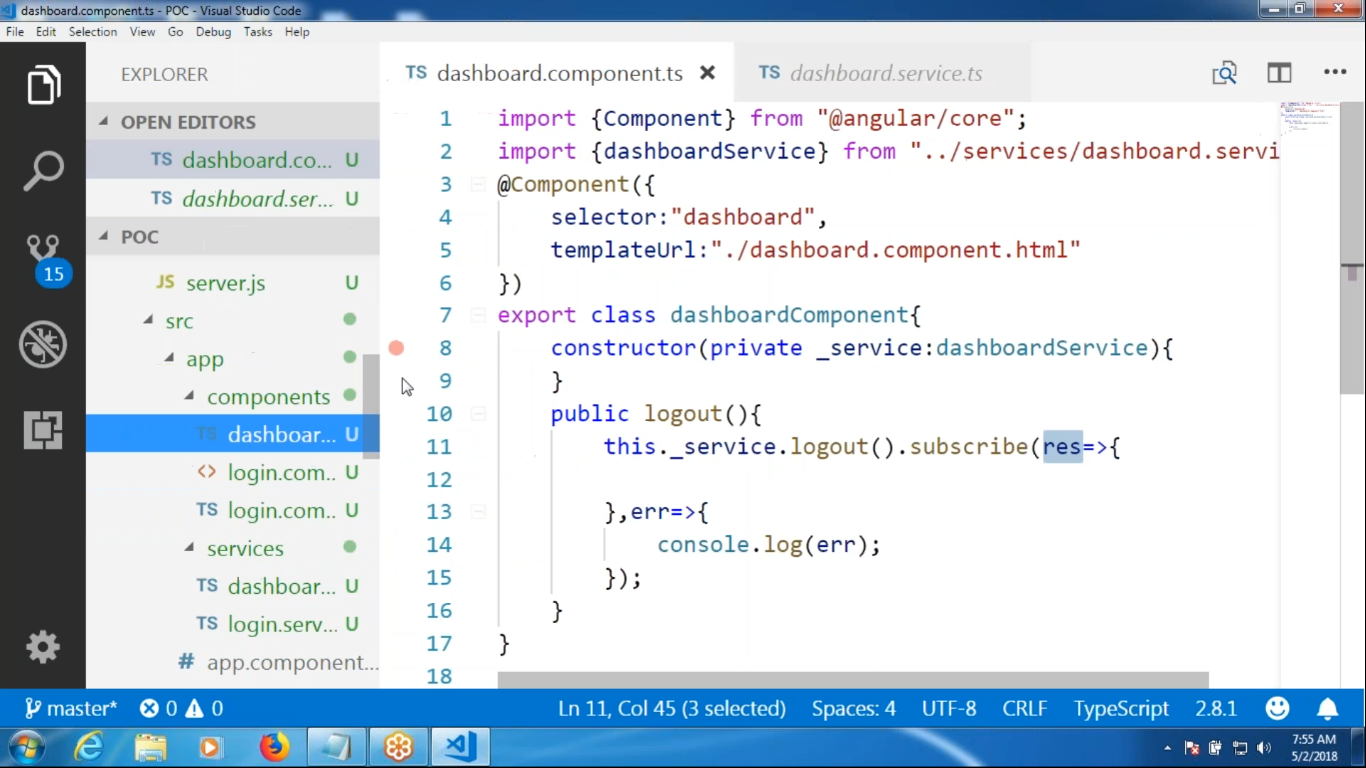 dashboard.component.ts - POC - Visual Studio Code
File Edit Selection View Go Debug Tasks Help
EXPLORER
OPEN EDITORS
TS dashboard.co... U
TS dashboard.ser... U
POC
JS server.js U
src
app
components
TS dashboar... U
<> login.com.. U
TS login.com.. U
services
TS dashboar... U
TS login.serv... U
# app.component...
15
TS dashboard.component.ts
TS dashboard.service.ts
1 import {Component} from "@angular/core";
2 import {dashboardService} from "../services/dashboard.servi
3 @Component({
4 selector:"dashboard",
5 templateUrl:"./dashboard.component.html"
6 })
7 export class dashboardComponent{
8 constructor(private _service:dashboardService){
9 }
10 public logout(){
11 this._service.logout().subscribe(res=>{
12
13 },err=>{
14 console.log(err);
15 });
16 }
17 }
18
master* 0 0 Ln 11, Col 45 (3 selected) Spaces: 4 UTF-8 CRLF TypeScript 2.8.1
7:55 AM
5/2/2018